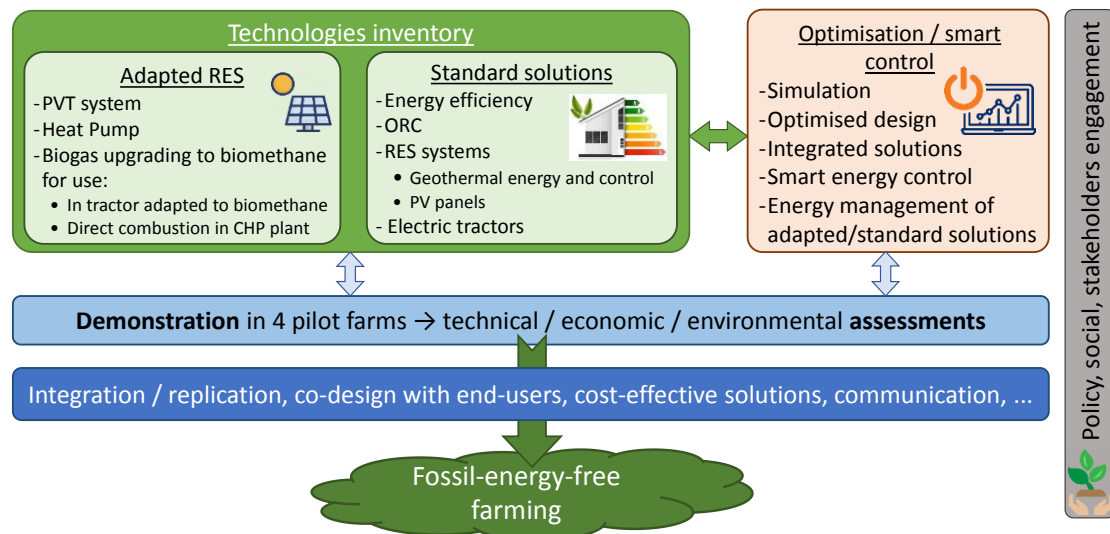 Technologies inventory
Adapted RES
-PVT system
-Heat Pump
-Biogas upgrading to biomethane
for use:
• In tractor adapted to biomethane
• Direct combustion in CHP plant
Standard solutions
-Energy efficiency
-ORC
-RES systems
• Geothermal energy and control
• PV panels
- Electric tractors
Optimisation / smart
control
-Simulation
-Optimised design
-Integrated solutions
-Smart energy control
-Energy management of
adapted/standard solutions
Demonstration in 4 pilot farms → technical / economic / environmental assessments
Integration / replication, co-design with end-users, cost-effective solutions, communication, ...
Fossil-energy-free
farming
Policy, social, stakeholders engagement